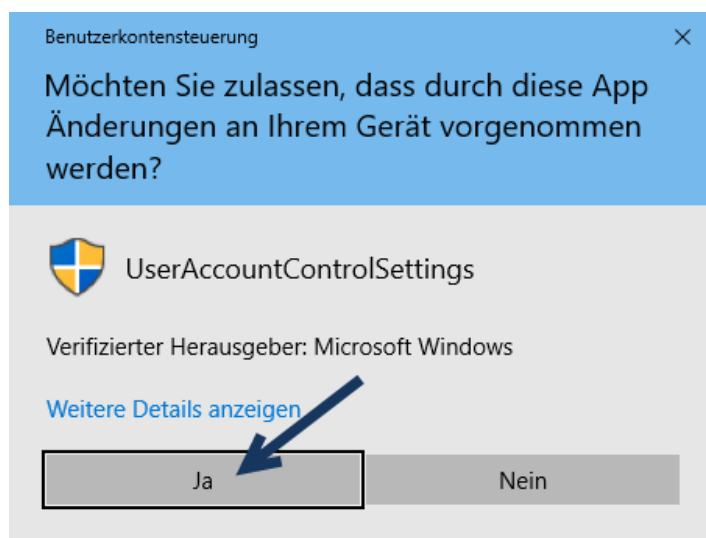 Benutzerkontensteuerung
Möchten Sie zulassen, dass durch diese App
Änderungen an Ihrem Gerät vorgenommen
werden?
UserAccountControlSettings
Verifizierter Herausgeber: Microsoft Windows
Weitere Details anzeigen
Ja
Nein